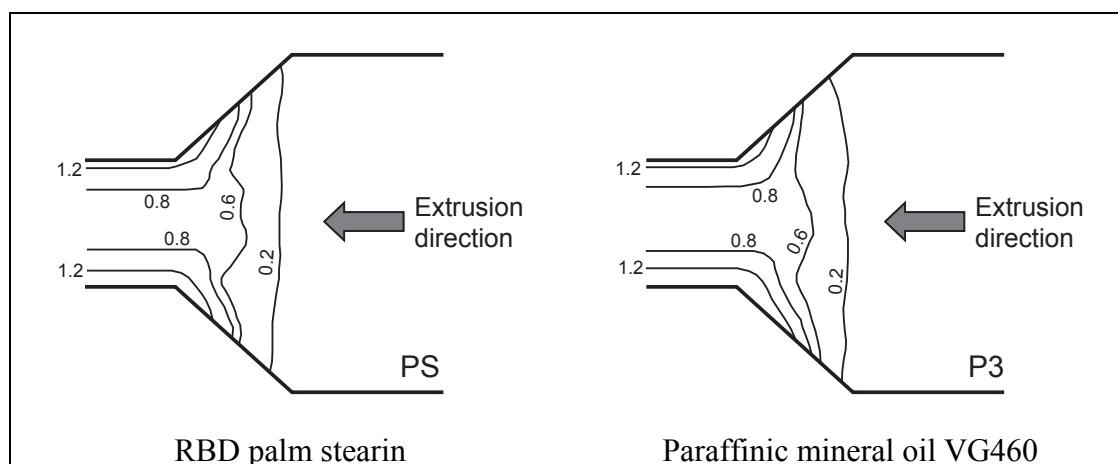 1.2
0.8
0.6
0.2
0.8
1.2
Extrusion
direction
PS
RBD palm stearin
1.2
0.8
0.6
0.2
0.8
1.2
Extrusion
direction
P3
Paraffinic mineral oil VG460